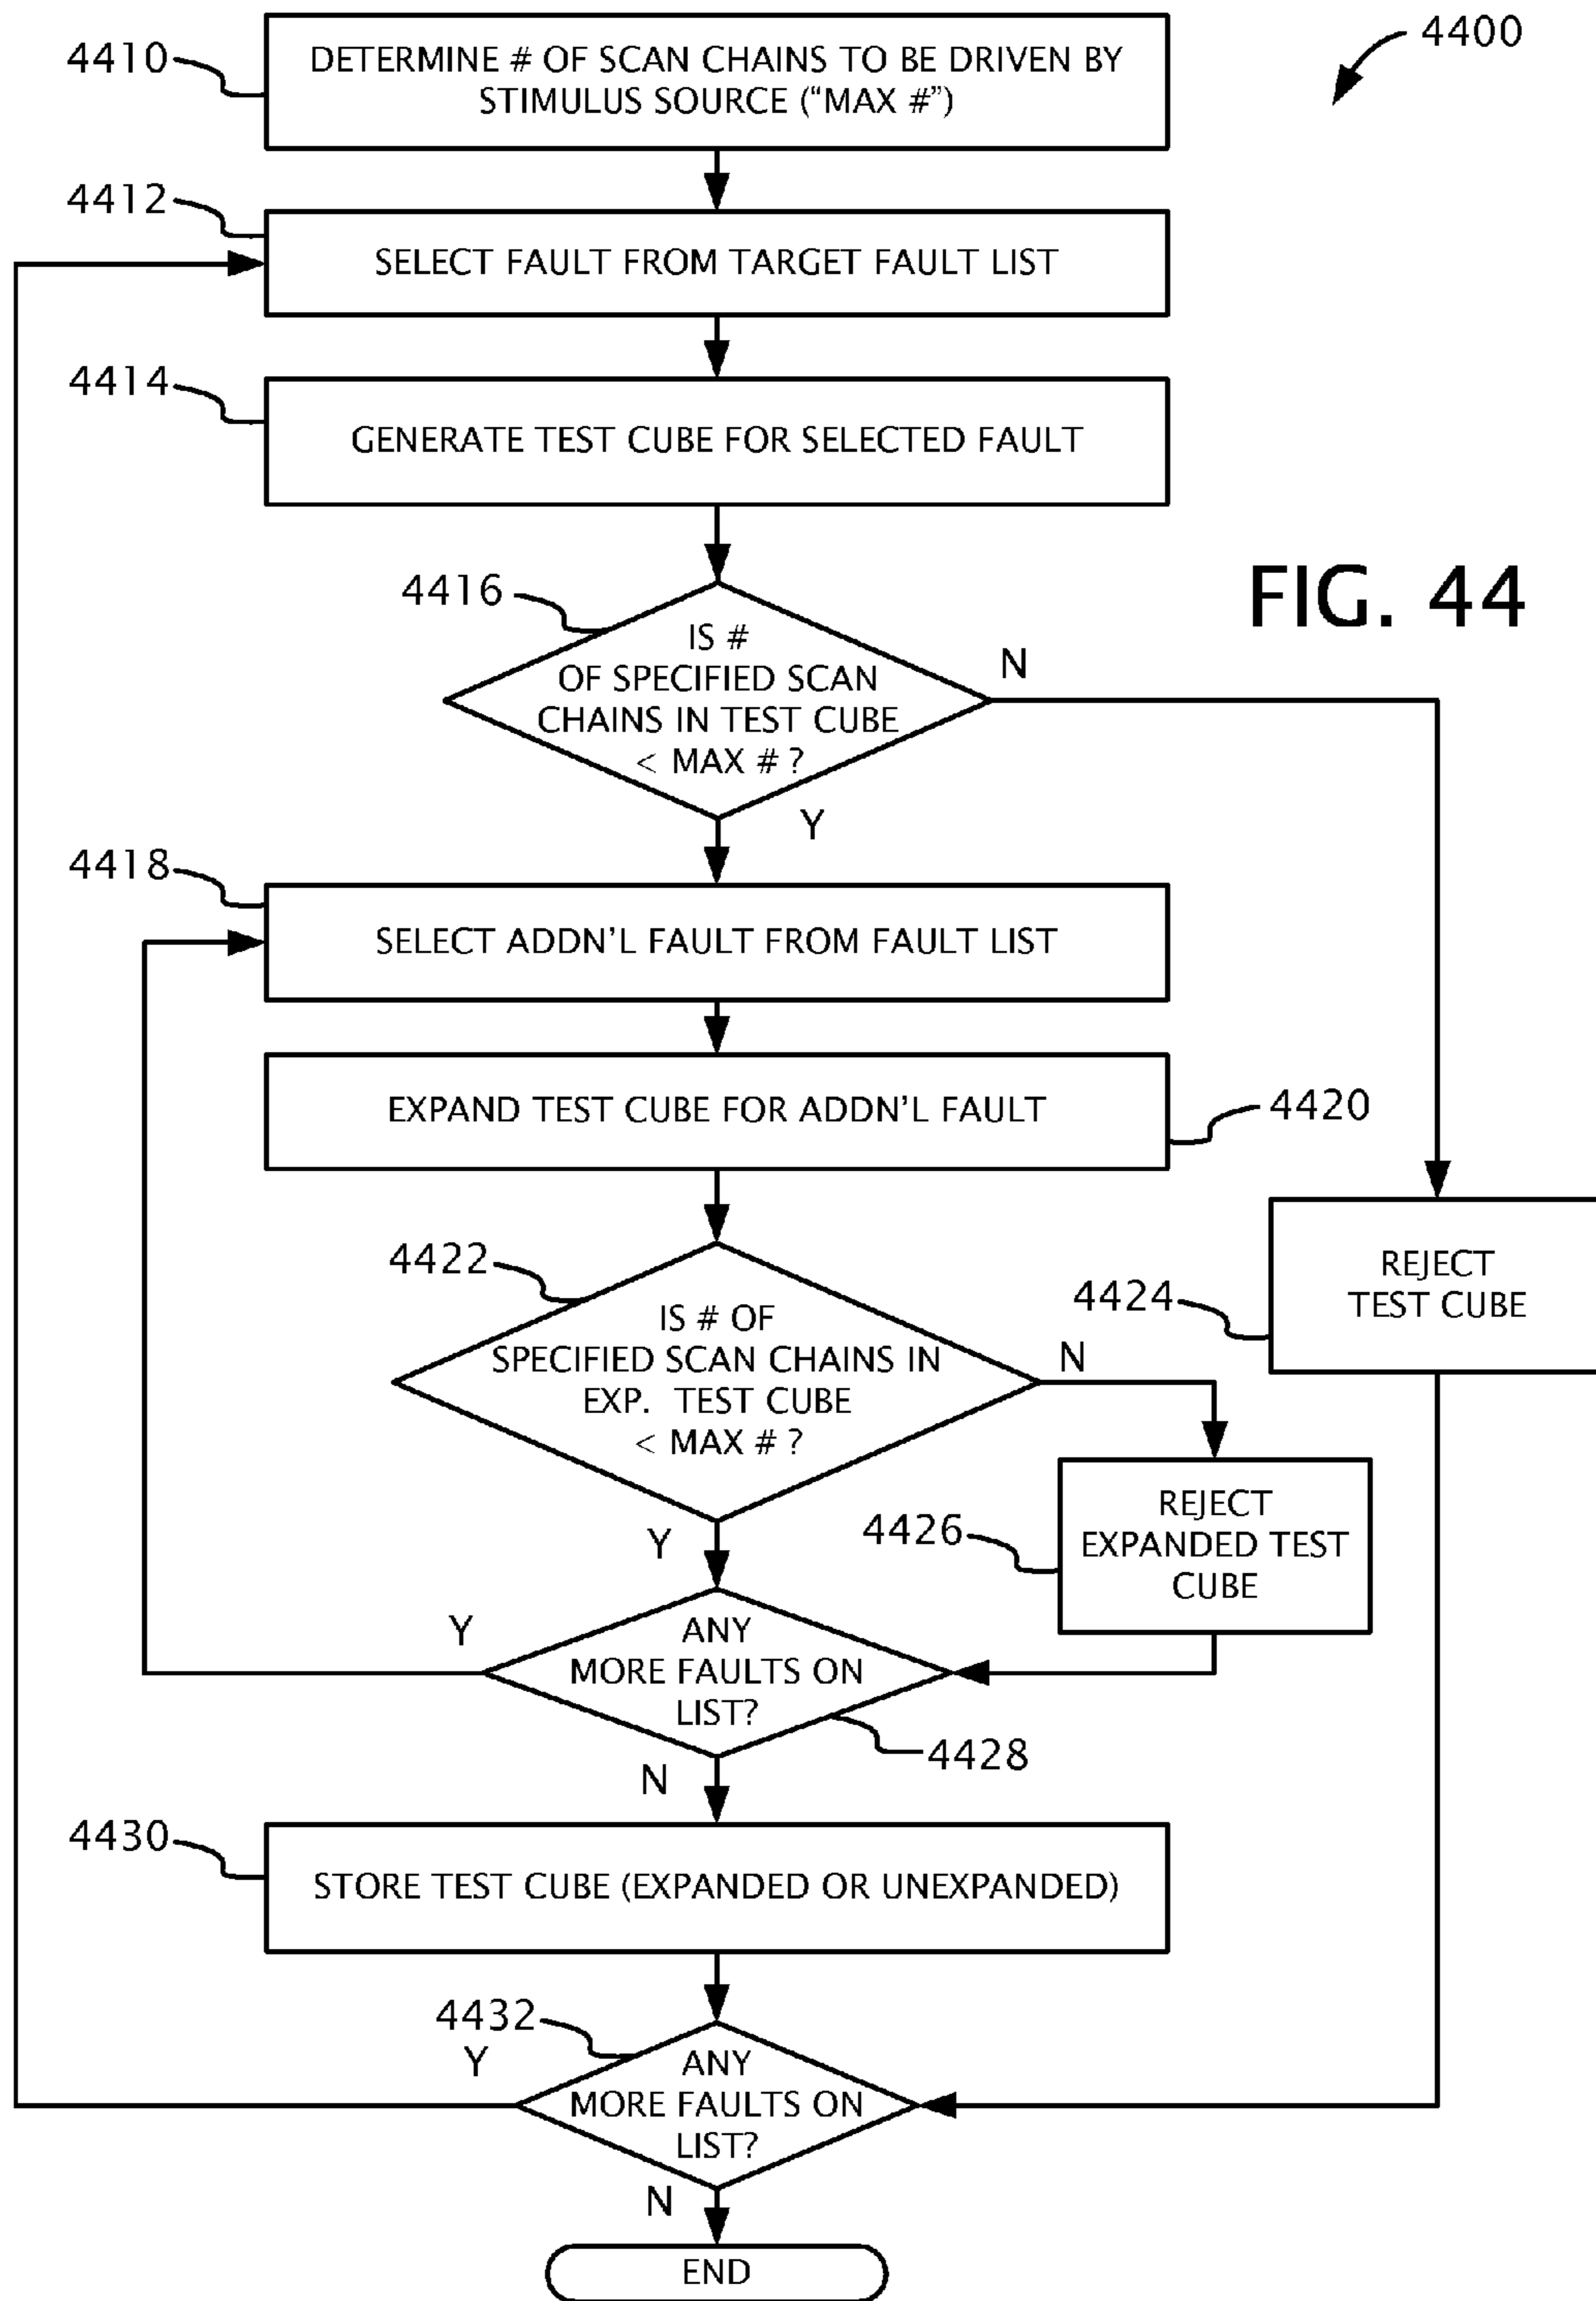 4400
4410
DETERMINE # OF SCAN CHAINS TO BE DRIVEN BY
STIMULUS SOURCE (“MAX #”)
4412
SELECT FAULT FROM TARGET FAULT LIST
4414
GENERATE TEST CUBE FOR SELECTED FAULT
FIG. 44
4416
IS #
OF SPECIFIED SCAN
CHAINS IN TEST CUBE
< MAX # ?
N
Y
4418
SELECT ADDN'L FAULT FROM FAULT LIST
EXPAND TEST CUBE FOR ADDN'L FAULT
4420
4422
IS # OF
SPECIFIED SCAN CHAINS IN
EXP. TEST CUBE
< MAX # ?
N
Y
4424
REJECT
TEST CUBE
4426
REJECT
EXPANDED TEST
CUBE
Y
ANY
MORE FAULTS ON
LIST?
4428
N
4430
STORE TEST CUBE (EXPANDED OR UNEXPANDED)
4432
Y
ANY
MORE FAULTS ON
LIST?
N
END